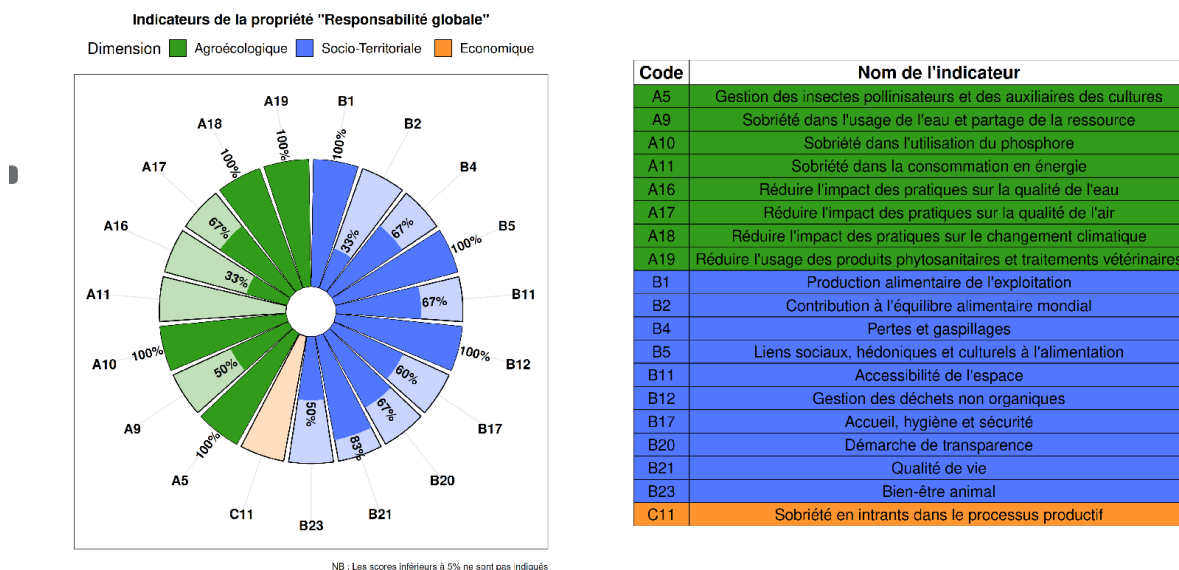 Indicateurs de la propriété "Responsabilité globale"
Dimension Agroécologique Socio-Territoriale Economique
A19 B1
A18 B2
A17 B4
A16 B5
A11 B11
A10 B12
A9 B17
A5 B20
C11 B21
B23
100%
100%
100%
67%
33%
100%
50%
100%
33%
67%
100%
67%
100%
60%
67%
83%
50%
NB : Les scores inférieurs à 5% ne sont pas indiqués
Code Nom de l'indicateur
A5 Gestion des insectes pollinisateurs et des auxiliaires des cultures
A9 Sobriété dans l'usage de l'eau et partage de la ressource
A10 Sobriété dans l'utilisation du phosphore
A11 Sobriété dans la consommation en énergie
A16 Réduire l'impact des pratiques sur la qualité de l'eau
A17 Réduire l'impact des pratiques sur la qualité de l'air
A18 Réduire l'impact des pratiques sur le changement climatique
A19 Réduire l'usage des produits phytosanitaires et traitements vétérinaires
B1 Production alimentaire de l'exploitation
B2 Contribution à l'équilibre alimentaire mondial
B4 Pertes et gaspillages
B5 Liens sociaux, hédoniques et culturels à l'alimentation
B11 Accessibilité de l'espace
B12 Gestion des déchets non organiques
B17 Accueil, hygiène et sécurité
B20 Démarche de transparence
B21 Qualité de vie
B23 Bien-être animal
C11 Sobriété en intrants dans le processus productif